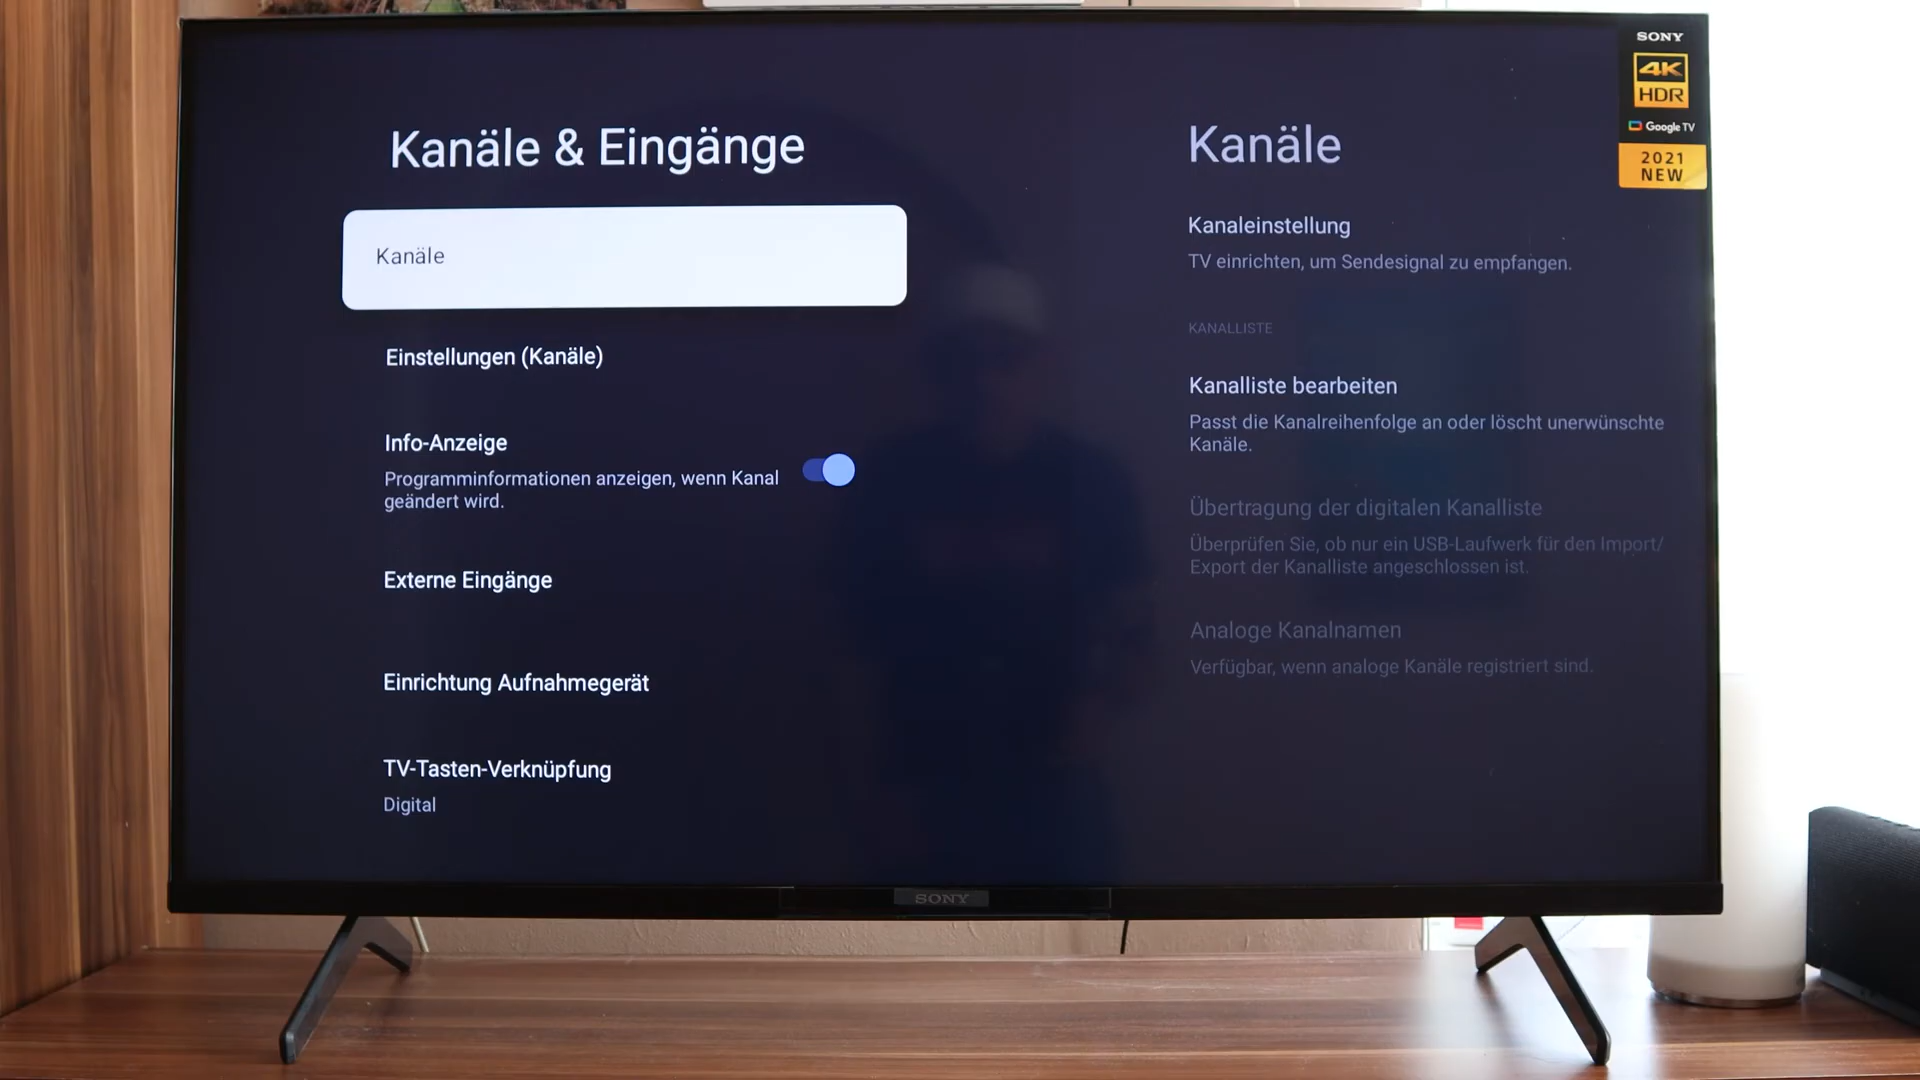 Kanäle & Eingänge
Kanäle
Einstellungen (Kanäle)
Info-Anzeige
Programminformationen anzeigen, wenn Kanal
geändert wird.
Externe Eingänge
Einrichtung Aufnahmegerät
TV-Tasten-Verknüpfung
Digital
Kanäle
Kanaleinstellung
TV einrichten, um Sendesignal zu empfangen.
KANALLISTE
Kanalliste bearbeiten
Passt die Kanalreihenfolge an oder löscht unerwünschte
Kanäle.
Übertragung der digitalen Kanalliste
Überprüfen Sie, ob nur ein USB-Laufwerk für den Import/
Export der Kanalliste angeschlossen ist.
Analoge Kanalnamen
Verfügbar, wenn analoge Kanäle registriert sind.
SONY
4K
HDR
Google TV
2021
NEW
SONY